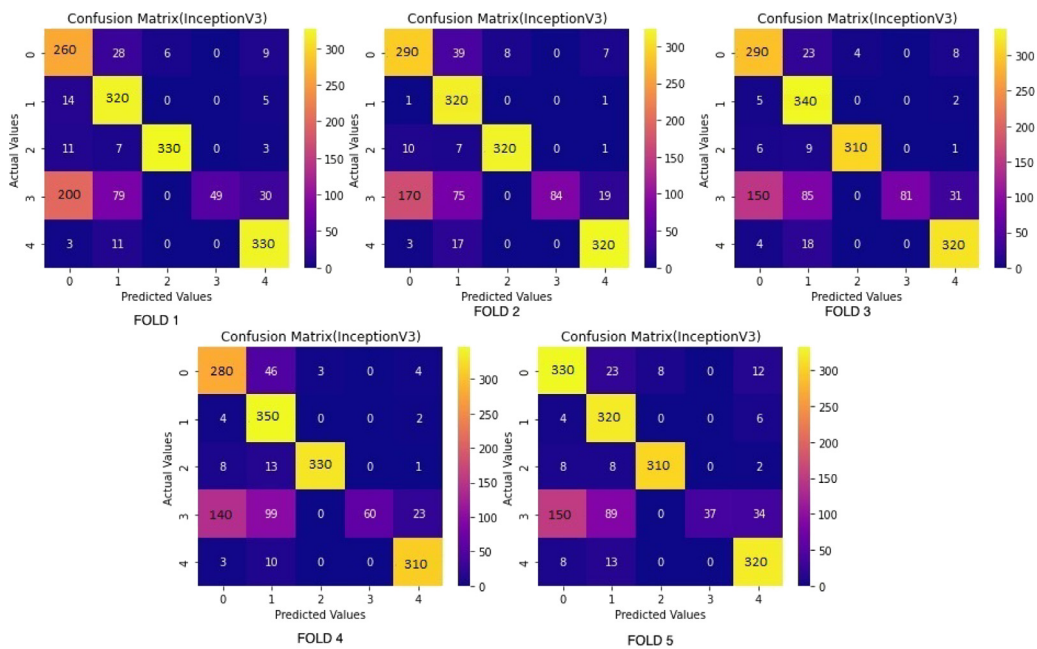 Confusion Matrix(InceptionV3)
0 260 28 6 0 9
1 14 320 0 0 5
2 11 7 330 0 3
3 200 79 0 49 30
4 3 11 0 0 330
0 1 2 3 4
Actual Values
Predicted Values
300
250
200
150
100
50
0
FOLD 1
Confusion Matrix(InceptionV3)
0 290 39 8 0 7
1 1 320 0 0 1
2 10 7 320 0 1
3 170 75 0 84 19
4 3 17 0 0 320
0 1 2 3 4
Actual Values
Predicted Values
300
250
200
150
100
50
0
FOLD 2
Confusion Matrix(InceptionV3)
0 290 23 4 0 8
1 5 340 0 0 2
2 6 9 310 0 1
3 150 85 0 81 31
4 4 18 0 0 320
0 1 2 3 4
Actual Values
Predicted Values
300
250
200
150
100
50
0
FOLD 3
Confusion Matrix(InceptionV3)
0 280 46 3 0 4
1 4 350 0 0 2
2 8 13 330 0 1
3 140 99 0 60 23
4 3 10 0 0 310
0 1 2 3 4
Actual Values
Predicted Values
300
250
200
150
100
50
0
FOLD 4
Confusion Matrix(InceptionV3)
0 330 23 8 0 12
1 4 320 0 0 6
2 8 8 310 0 2
3 150 89 0 37 34
4 8 13 0 0 320
0 1 2 3 4
Actual Values
Predicted Values
300
250
200
150
100
50
0
FOLD 5